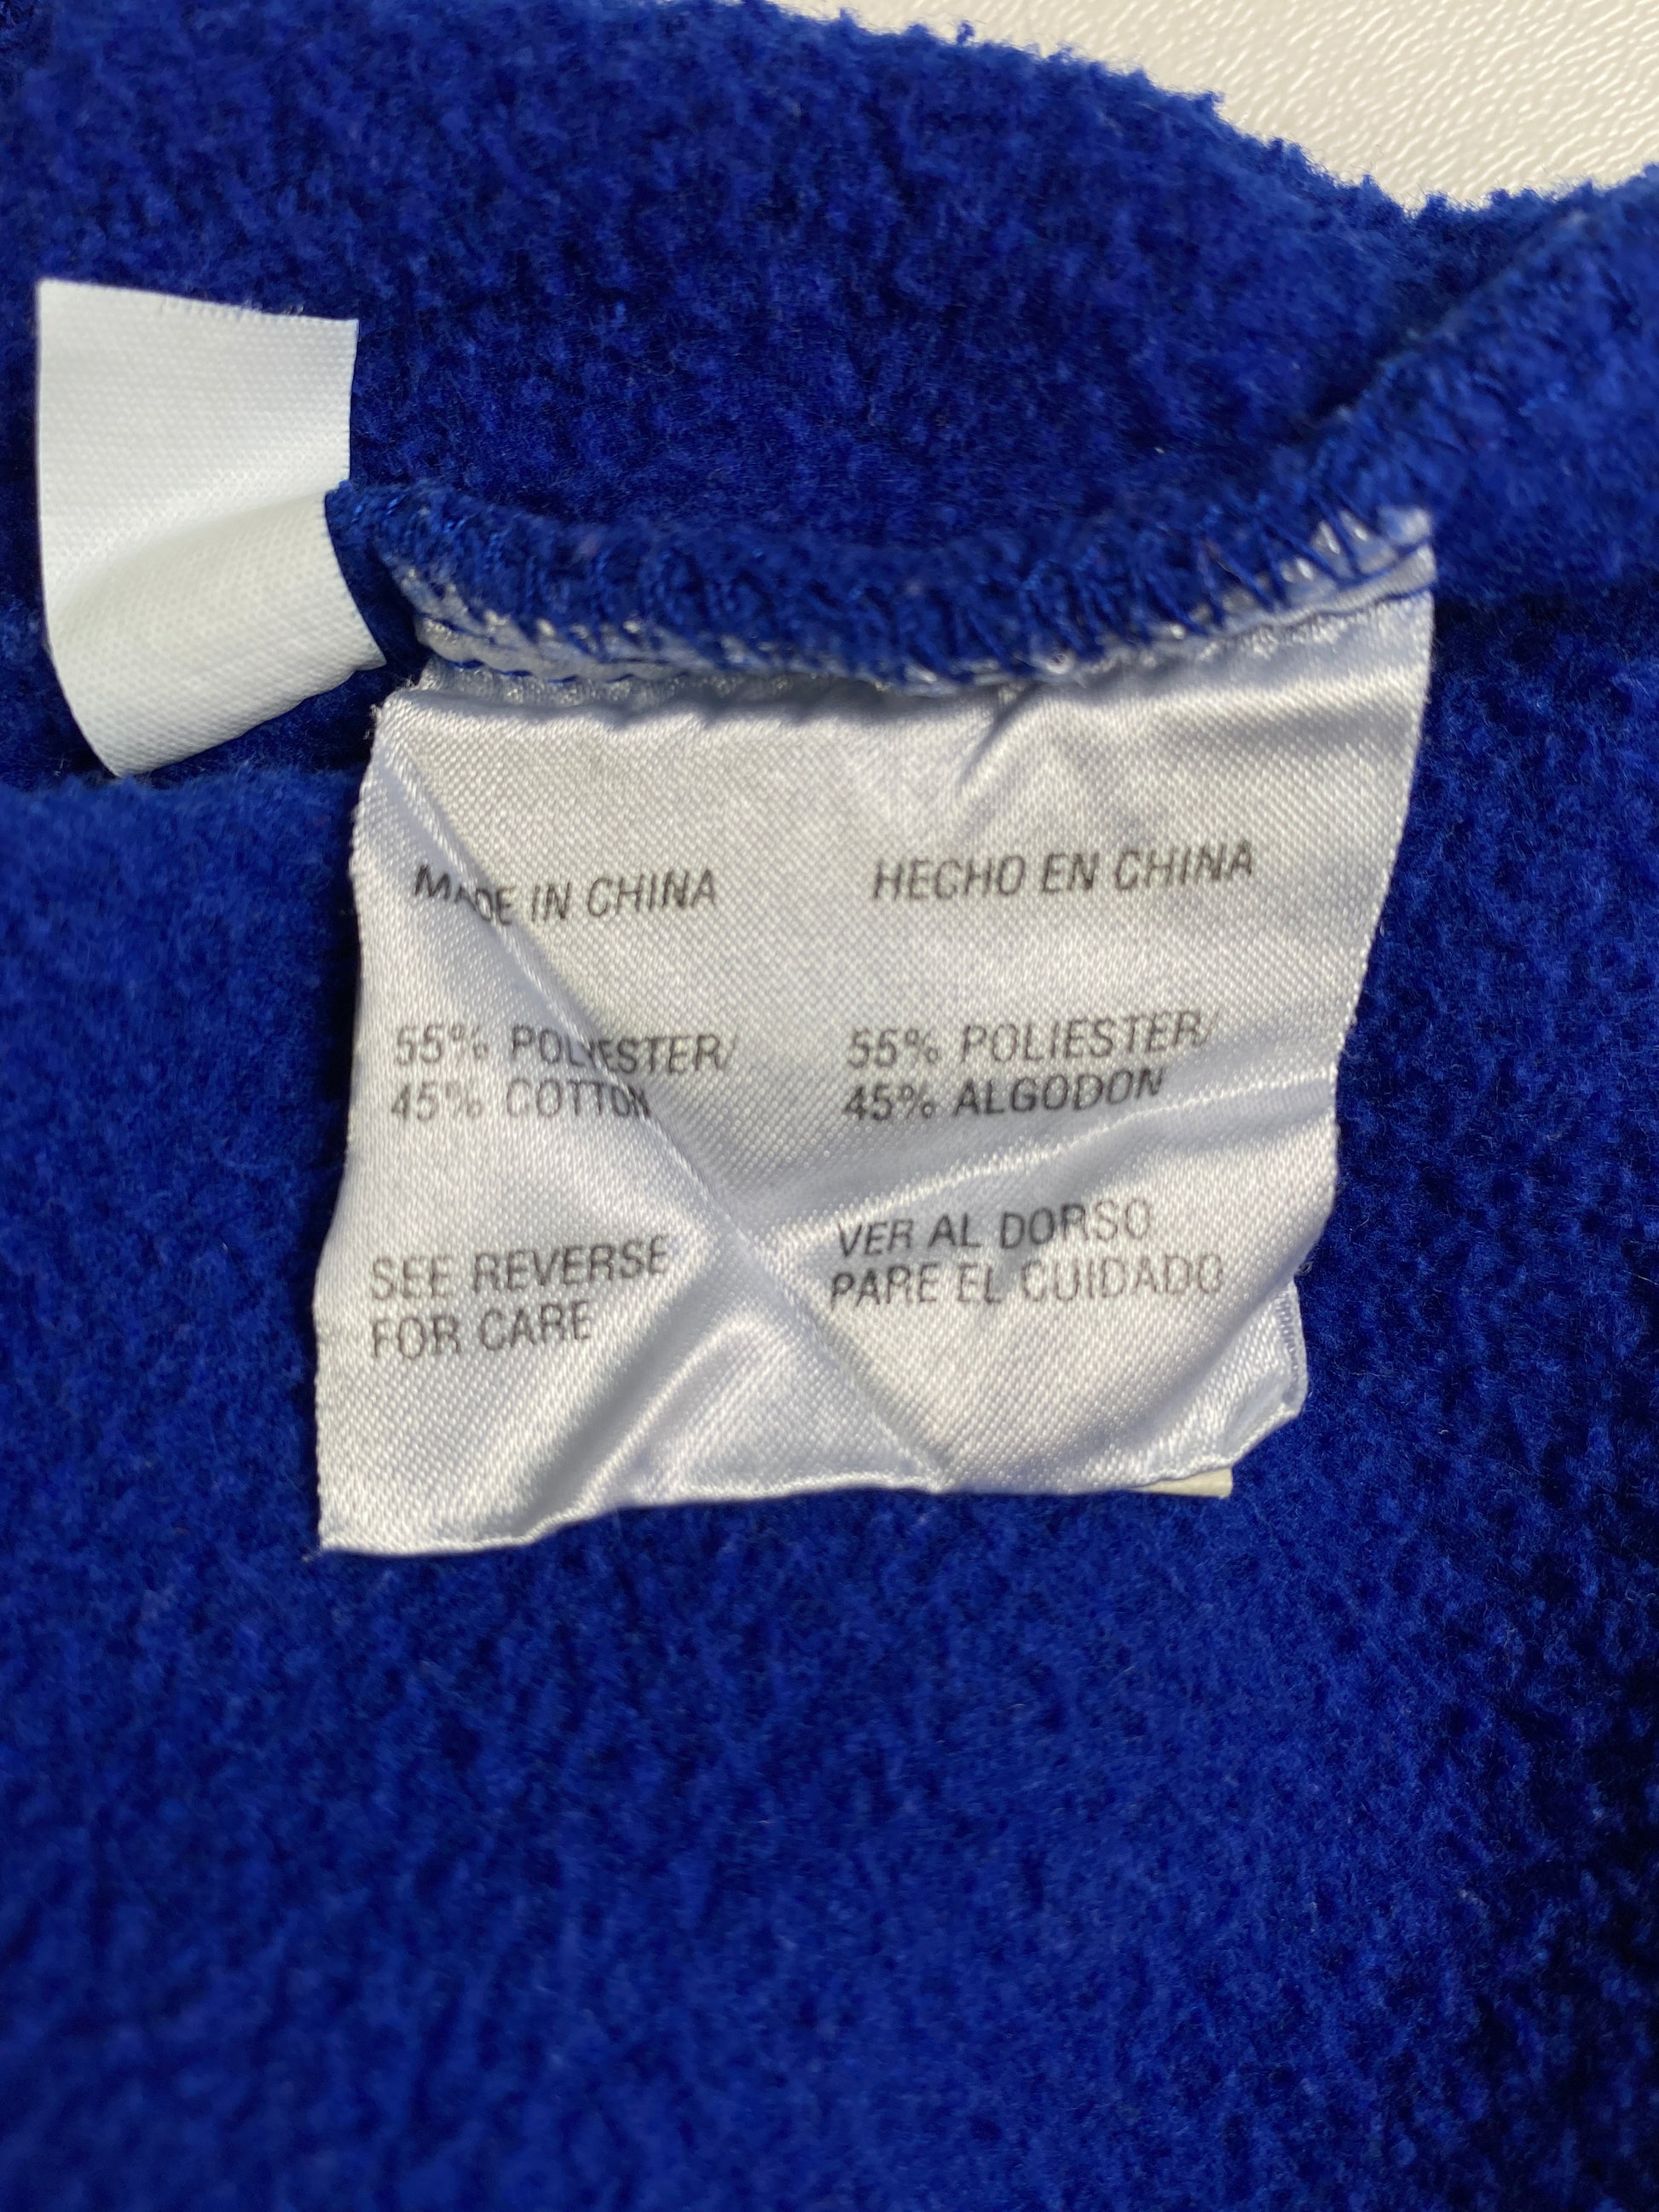 MADE IN CHINA
55% POLYESTER/
45% COTTON
SEE REVERSE
FOR CARE
HECHO EN CHINA
55% POLIESTER/
45% ALGODON
VER AL DORSO
PARE EL CUIDADO